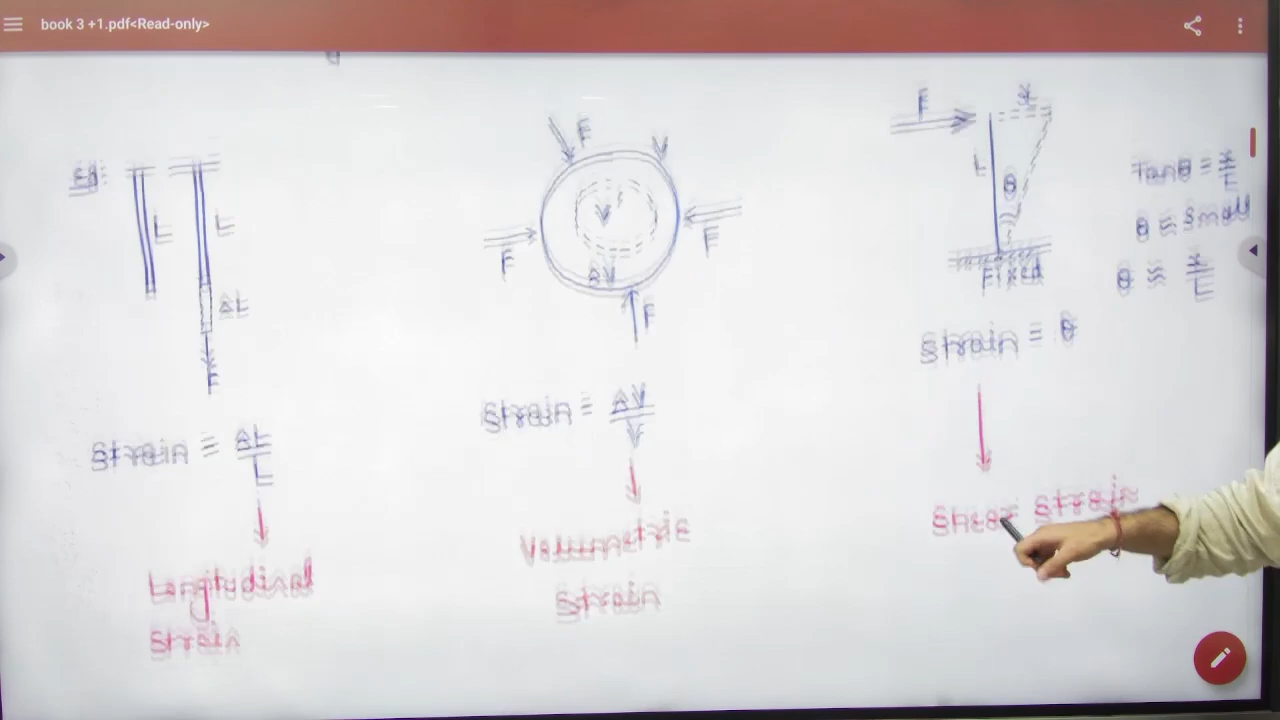 book 3 +1.pdf<Read-only>
Eg:
L
L
ΔL
F
Strain = ΔL/L
Longitudinal
Strain
F
V
F
F
V
ΔV
F
Strain = ΔV/V
Volumetric
Strain
F
x
L
θ
Fixed
Tanθ = x/L
θ ≈ small
θ ≈ x/L
Strain = θ
Shear Strain